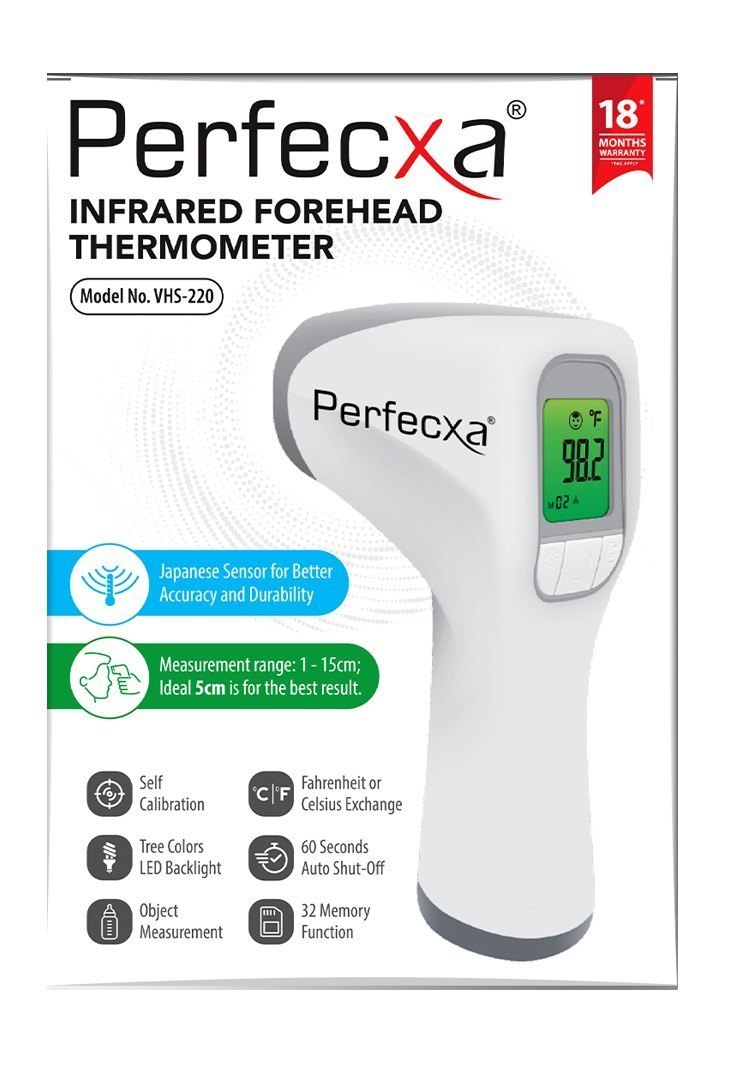 Perfecxa®
INFRARED FOREHEAD
THERMOMETER
Model No. VHS-220
18*
MONTHS
WARRANTY
*T&C APPLY
Perfecxa®
°F
98.2
M02
Japanese Sensor for Better
Accuracy and Durability
Measurement range: 1 - 15cm;
Ideal 5cm is for the best result.
Self
Calibration
°C|°F
Fahrenheit or
Celsius Exchange
Tree Colors
LED Backlight
60 Seconds
Auto Shut-Off
Object
Measurement
32 Memory
Function